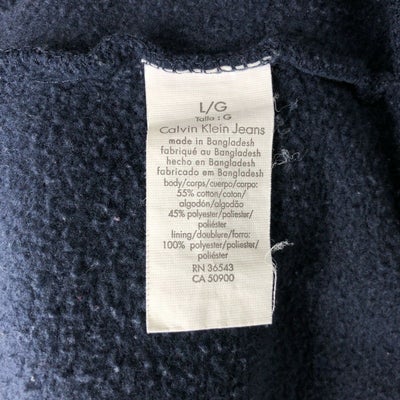 L/G
Talla : G
Calvin Klein Jeans
made in Bangladesh
fabriqué au Bangladesh
hecho en Bangladesh
fabricado em Bangladesh
body/corps/cuerpo/corpo:
55% cotton/coton/
algodón/algodão
45% polyester/poliester/
poliéster
lining/doublure/forro:
100% polyester/poliester/
poliéster
RN 36543
CA 50900